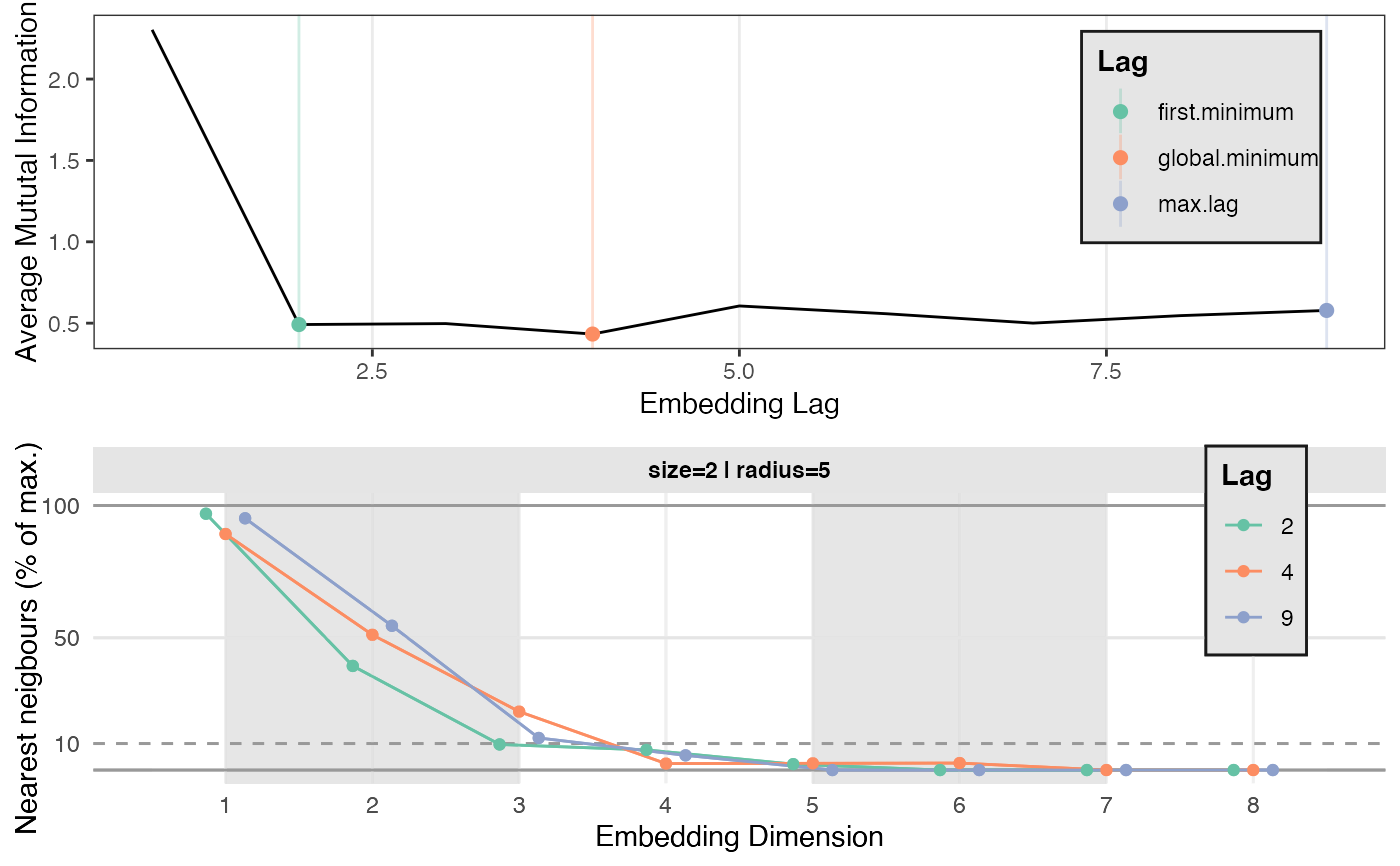 Average Mututal Information
2.0
1.5
1.0
0.5
Lag
first.minimum
global.minimum
max.lag
2.5
5.0
7.5
Embedding Lag
Nearest neigbours (% of max.)
size=2 | radius=5
100
50
10
Lag
2
4
9
1
2
3
4
5
6
7
8
Embedding Dimension